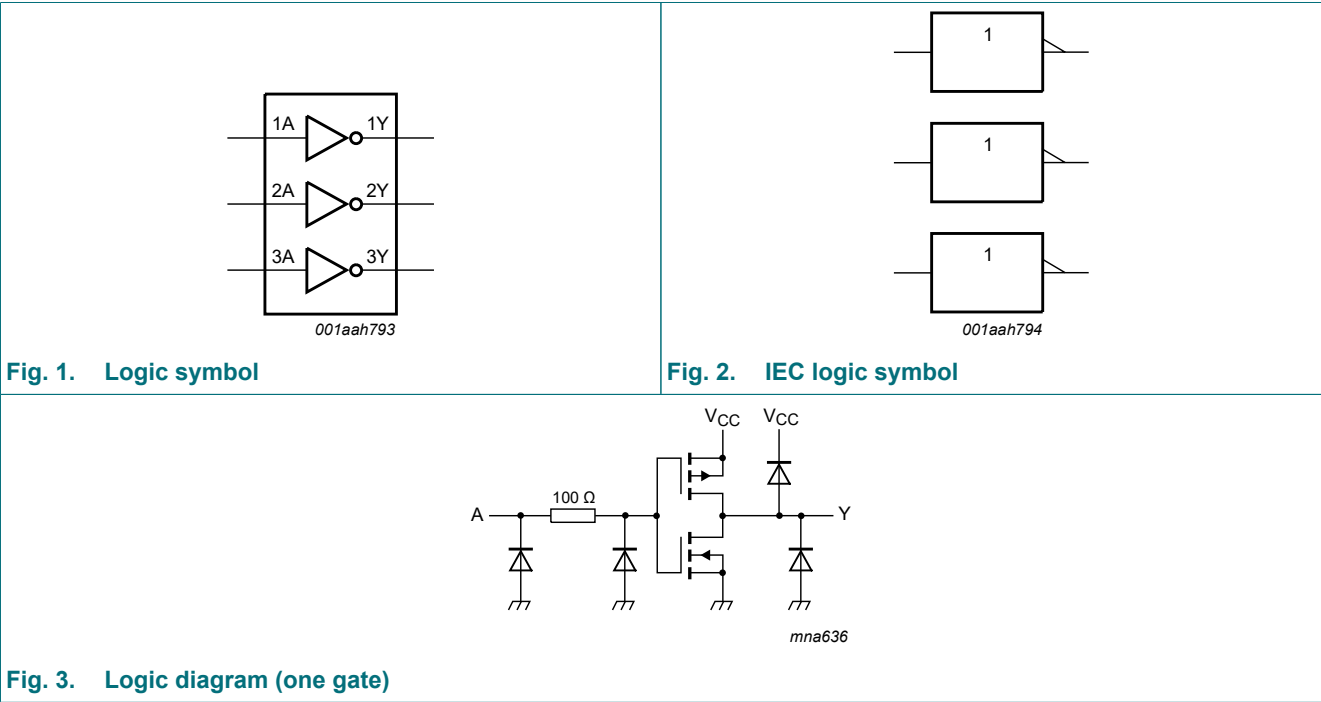 1A 1Y
2A 2Y
3A 3Y
001aah793
Fig. 1. Logic symbol
1
1
1
001aah794
Fig. 2. IEC logic symbol
VCC VCC
100 Ω
A Y
mna636
Fig. 3. Logic diagram (one gate)